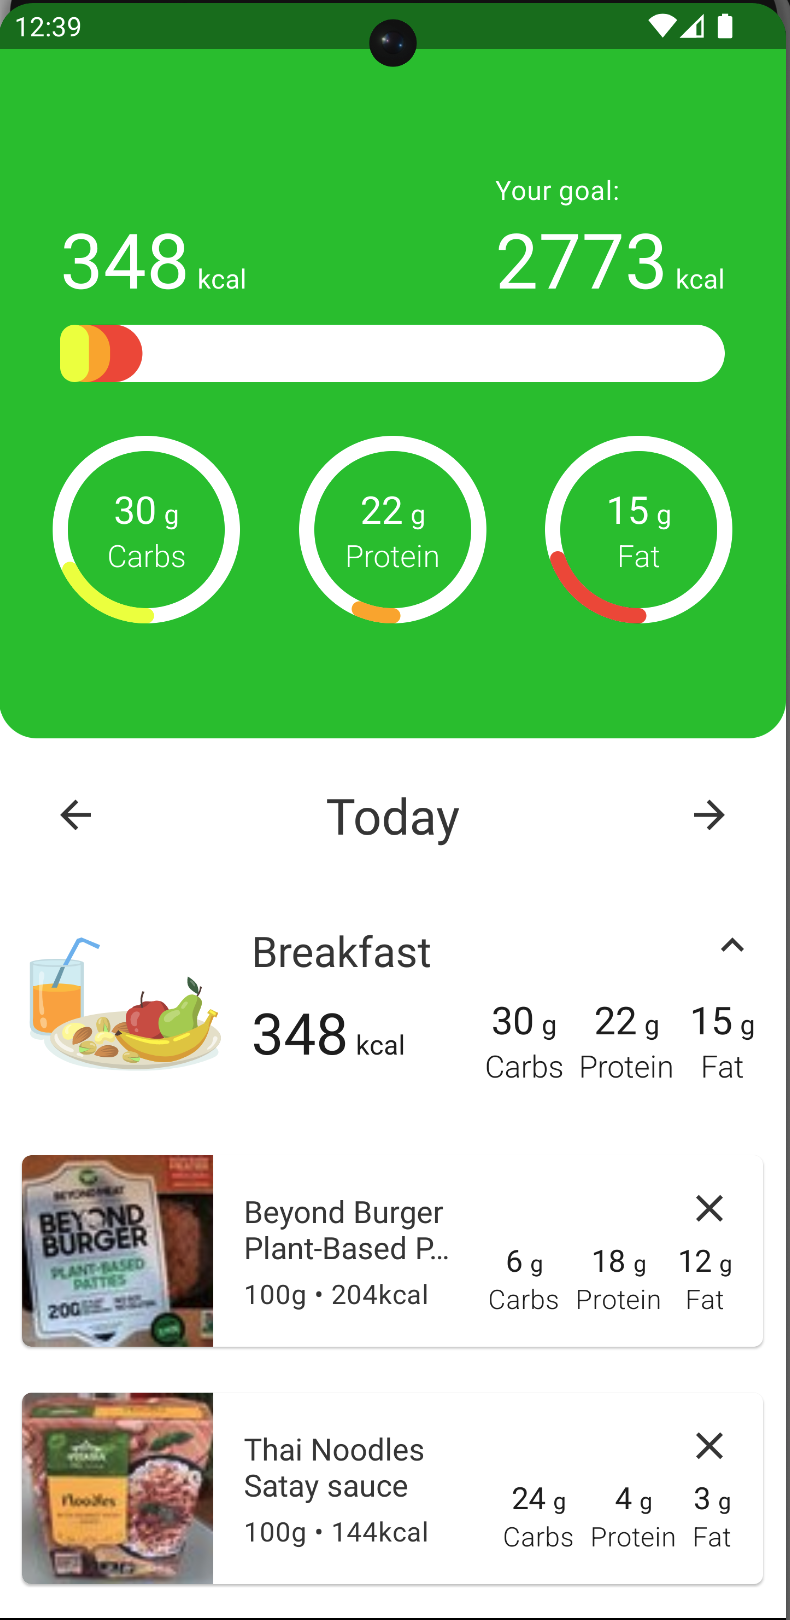 12:39
Your goal:
348 kcal
2773 kcal
30 g
Carbs
22 g
Protein
15 g
Fat
Today
Breakfast
348 kcal
30 g
Carbs
22 g
Protein
15 g
Fat
BEYOND MEAT
BEYOND
BURGER
PLANT-BASED
PATTIES
20G
Beyond Burger
Plant-Based P...
100g • 204kcal
6 g
Carbs
18 g
Protein
12 g
Fat
Noodles
Thai Noodles
Satay sauce
100g • 144kcal
24 g
Carbs
4 g
Protein
3 g
Fat